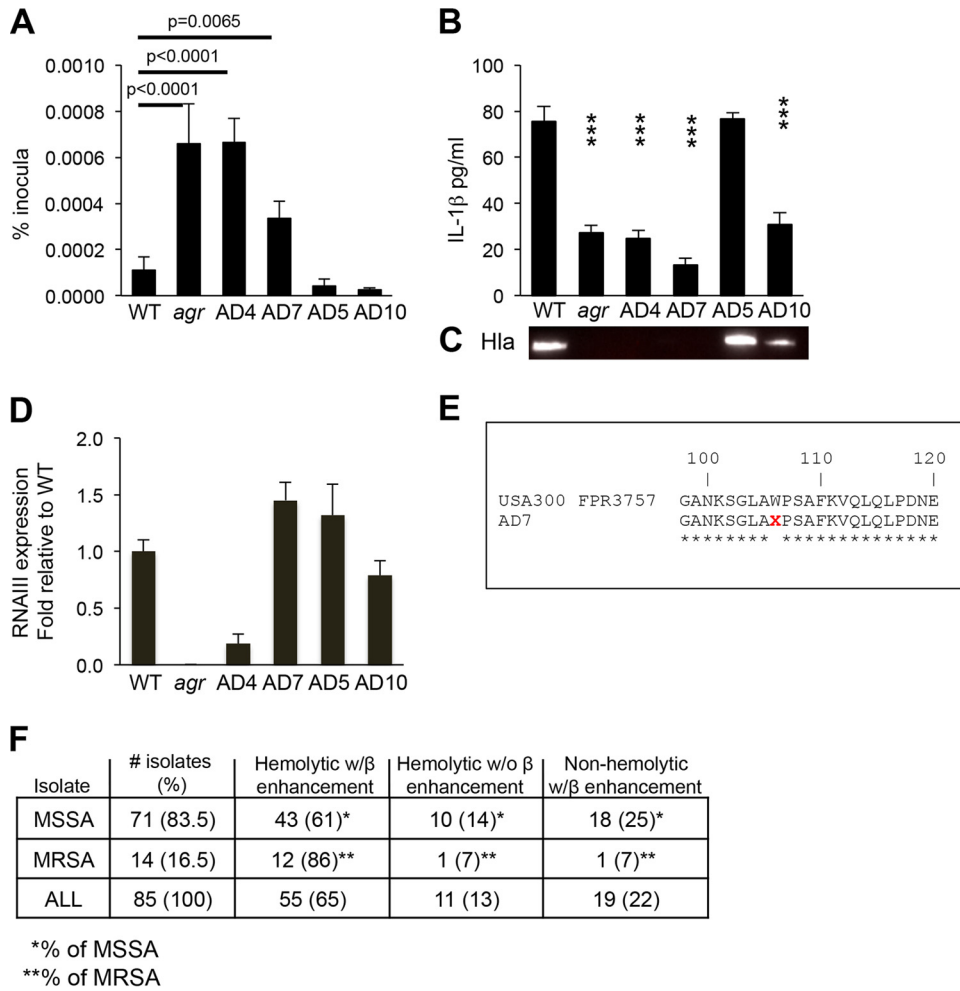 A
p=0.0065
p<0.0001
p<0.0001
% inocula
0.0010
0.0008
0.0006
0.0004
0.0002
0.0000
WT agr AD4 AD7 AD5 AD10
B
IL-1β pg/ml
100
80
60
40
20
0
*** *** *** ***
WT agr AD4 AD7 AD5 AD10
C Hla
D
RNAIII expression
Fold relative to WT
2.0
1.5
1.0
0.5
0.0
WT agr AD4 AD7 AD5 AD10
E
100 110 120
| | |
USA300 FPR3757 GANKSGLAWPSAFKVQLQLPDNE
AD7 GANKSGLAXPSAFKVQLQLPDNE
******** **************
F
Isolate # isolates (%) Hemolytic w/β enhancement Hemolytic w/o β enhancement Non-hemolytic w/β enhancement
MSSA 71 (83.5) 43 (61)* 10 (14)* 18 (25)*
MRSA 14 (16.5) 12 (86)** 1 (7)** 1 (7)**
ALL 85 (100) 55 (65) 11 (13) 19 (22)
*% of MSSA
**% of MRSA